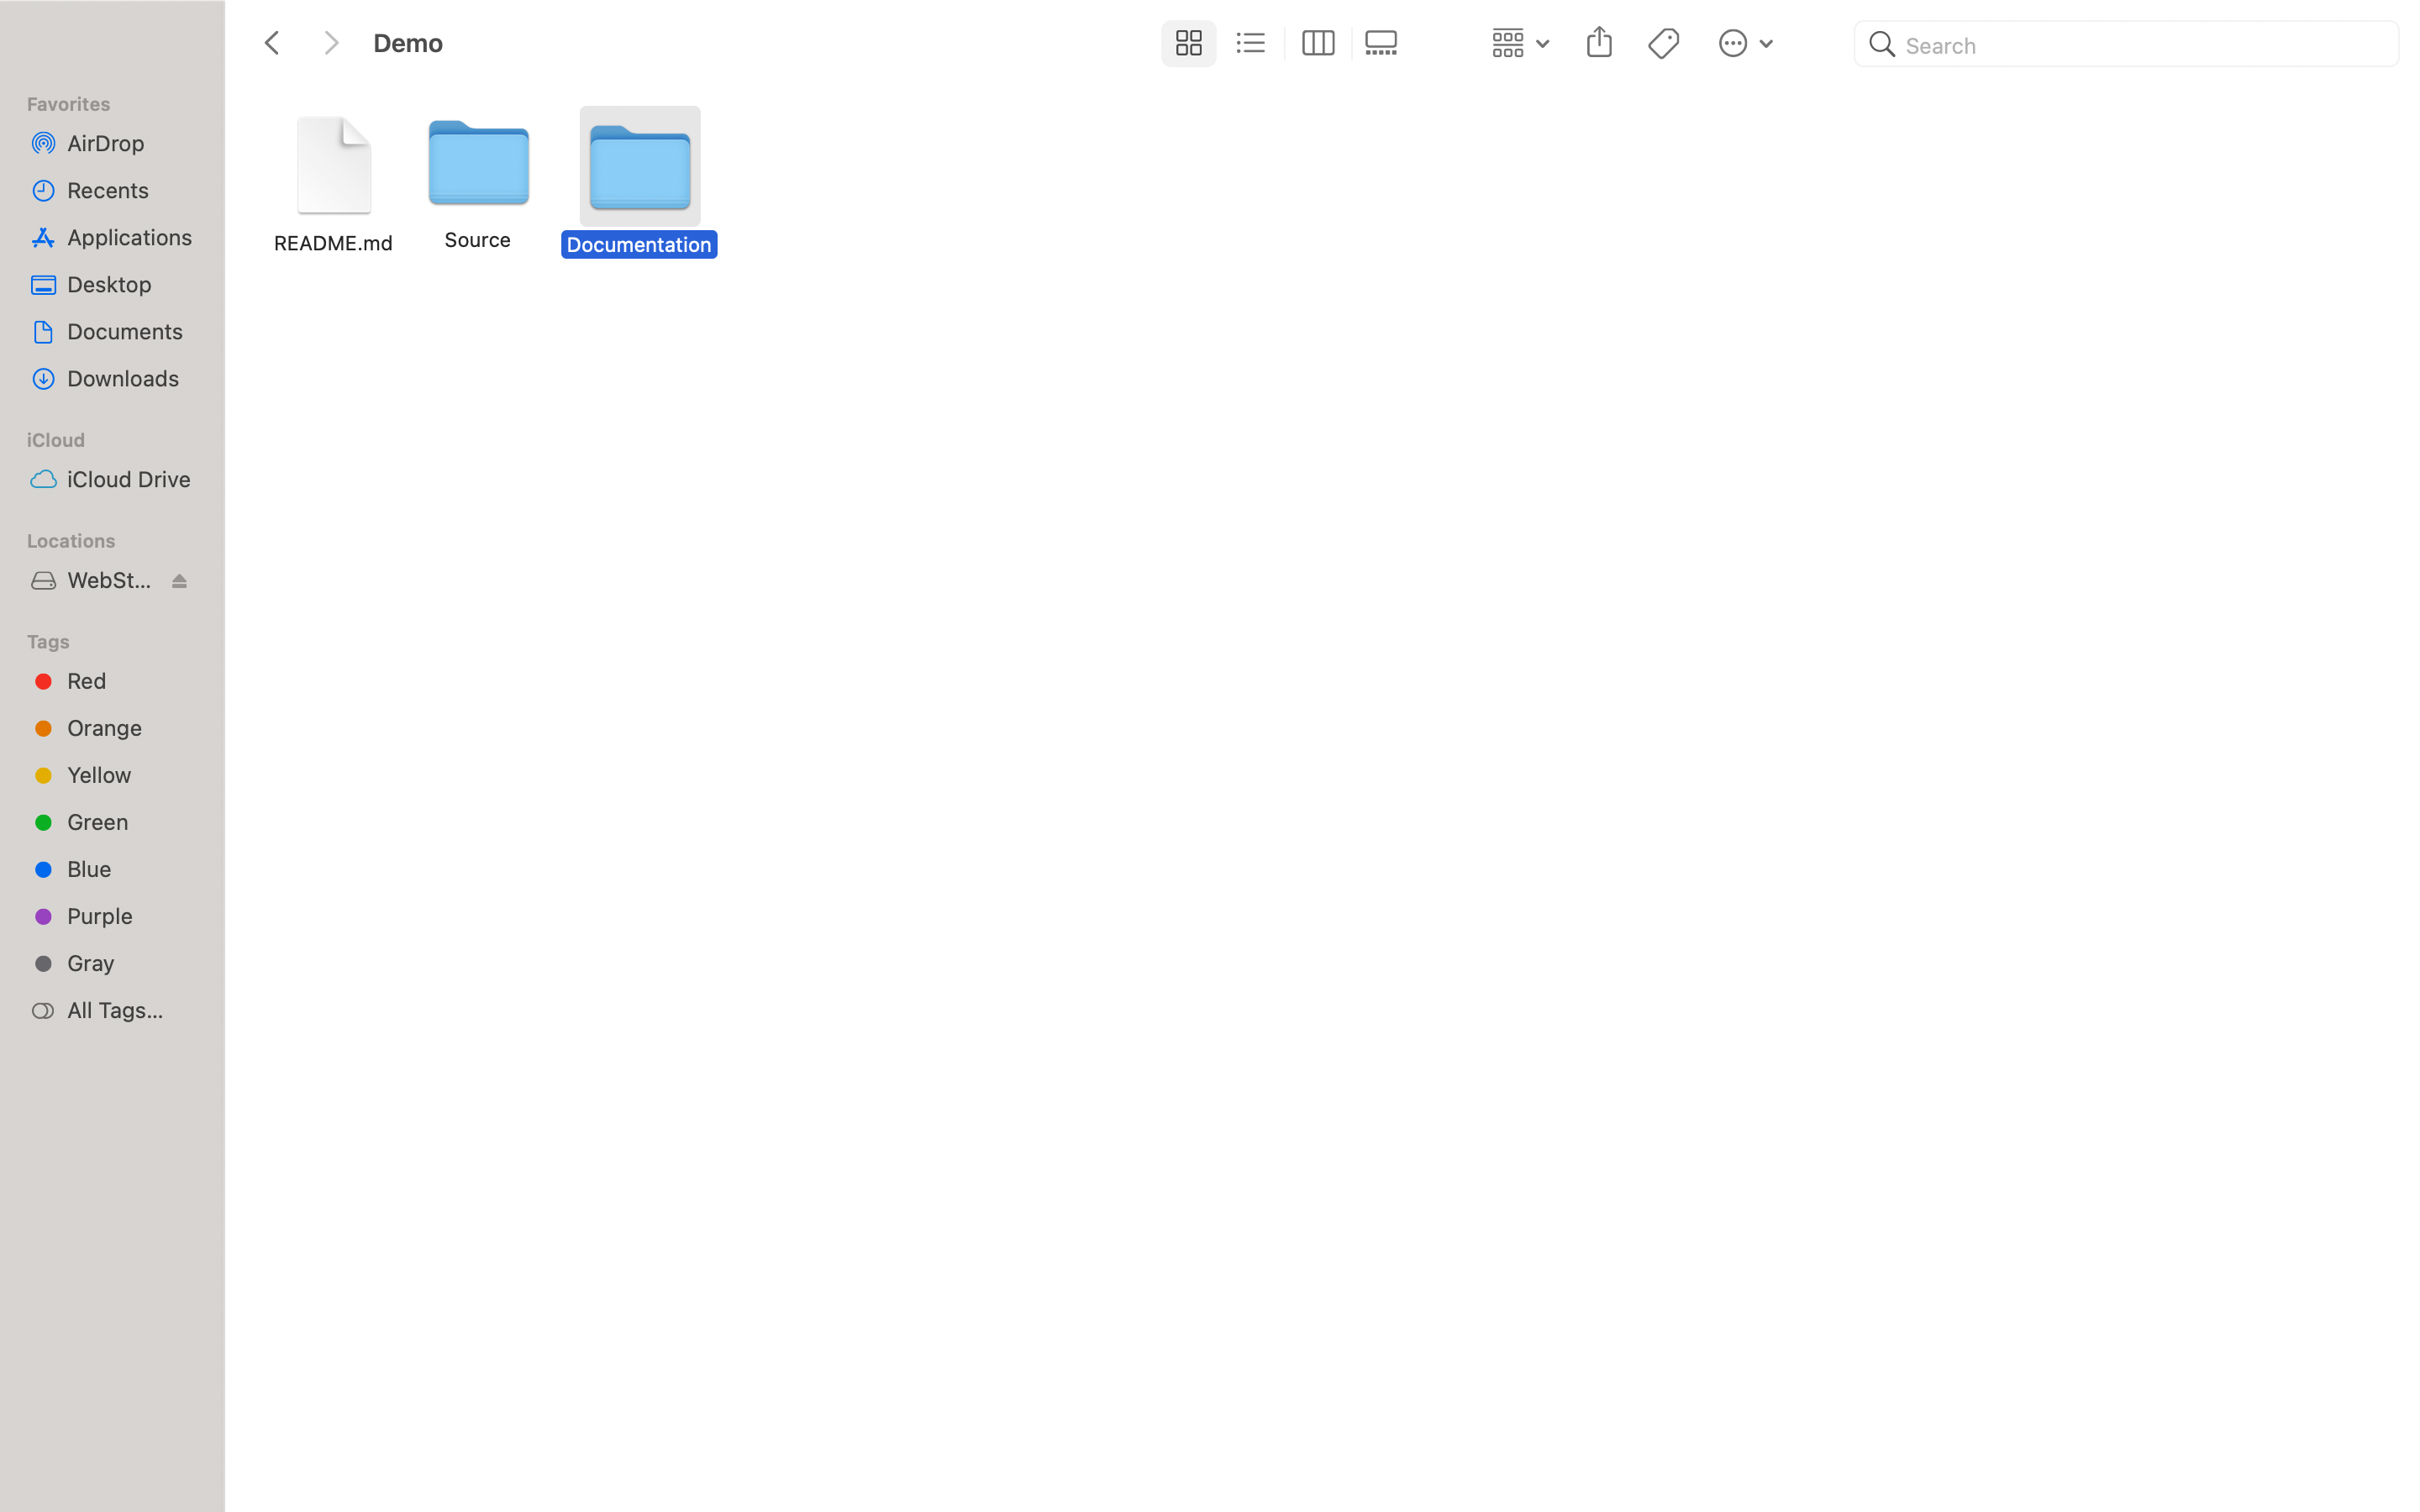 Demo
Search
Favorites
AirDrop
Recents
Applications
Desktop
Documents
Downloads
iCloud
iCloud Drive
Locations
WebSt...
Tags
Red
Orange
Yellow
Green
Blue
Purple
Gray
All Tags...
README.md
Source
Documentation